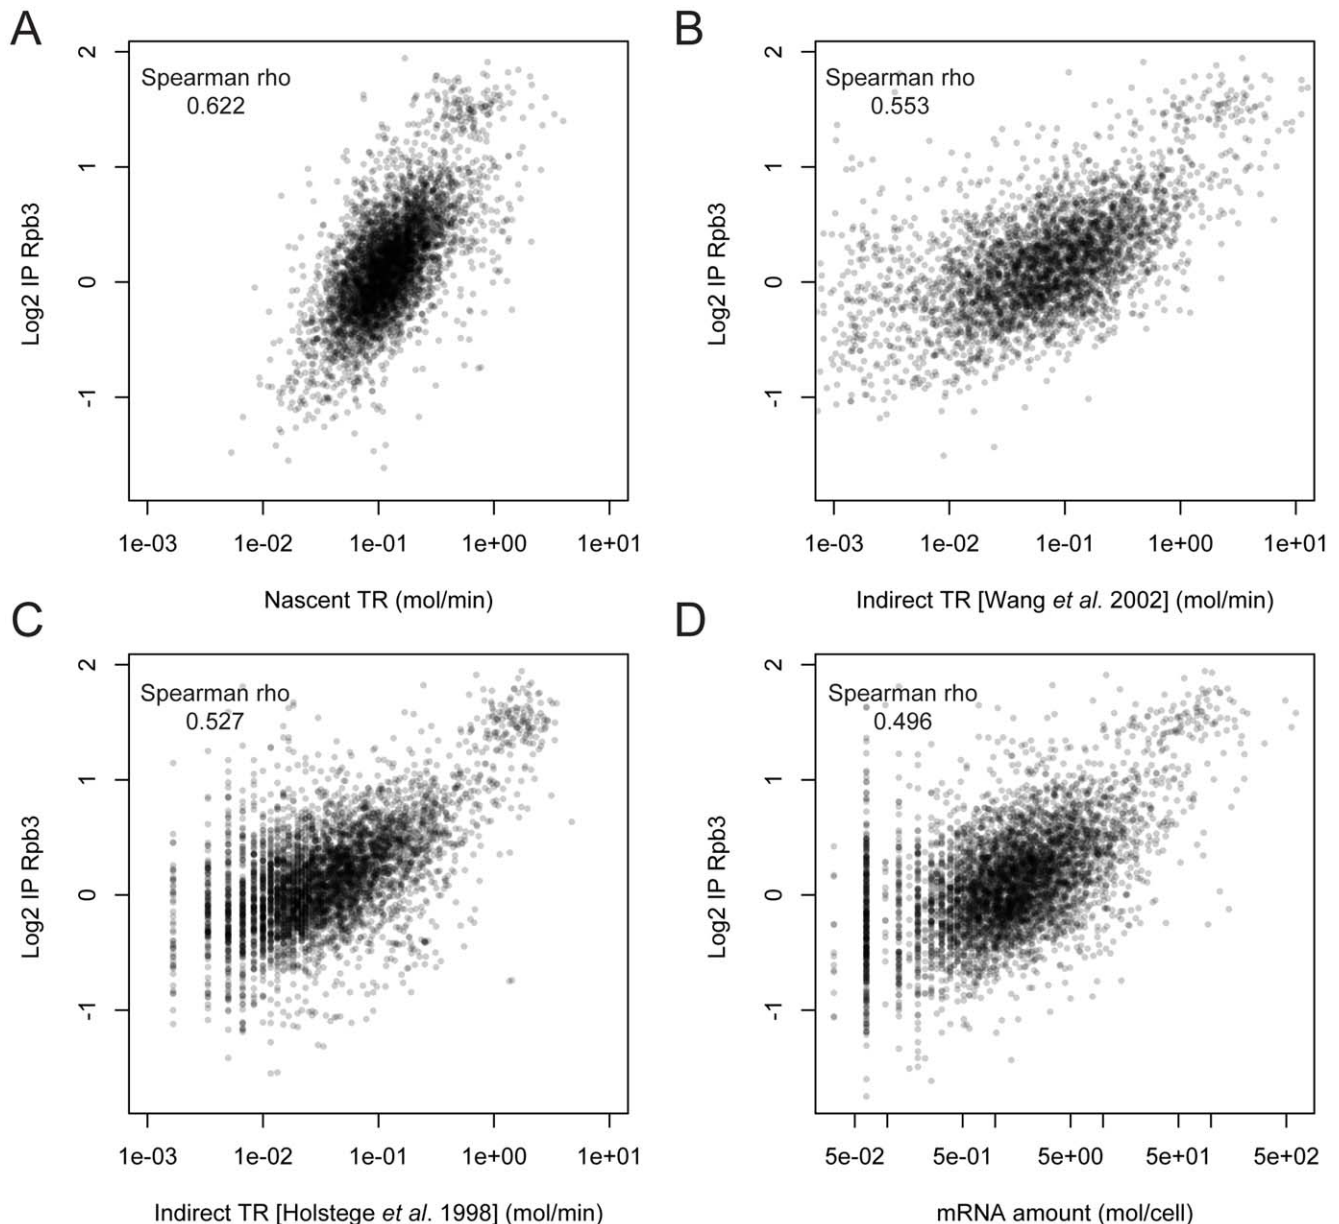 A
Spearman rho
0.622
2
1
0
-1
Log2 IP Rpb3
1e-03 1e-02 1e-01 1e+00 1e+01
Nascent TR (mol/min)
B
Spearman rho
0.553
2
1
0
-1
Log2 IP Rpb3
1e-03 1e-02 1e-01 1e+00 1e+01
Indirect TR [Wang et al. 2002] (mol/min)
C
Spearman rho
0.527
2
1
0
-1
Log2 IP Rpb3
1e-03 1e-02 1e-01 1e+00 1e+01
Indirect TR [Holstege et al. 1998] (mol/min)
D
Spearman rho
0.496
2
1
0
-1
Log2 IP Rpb3
5e-02 5e-01 5e+00 5e+01 5e+02
mRNA amount (mol/cell)